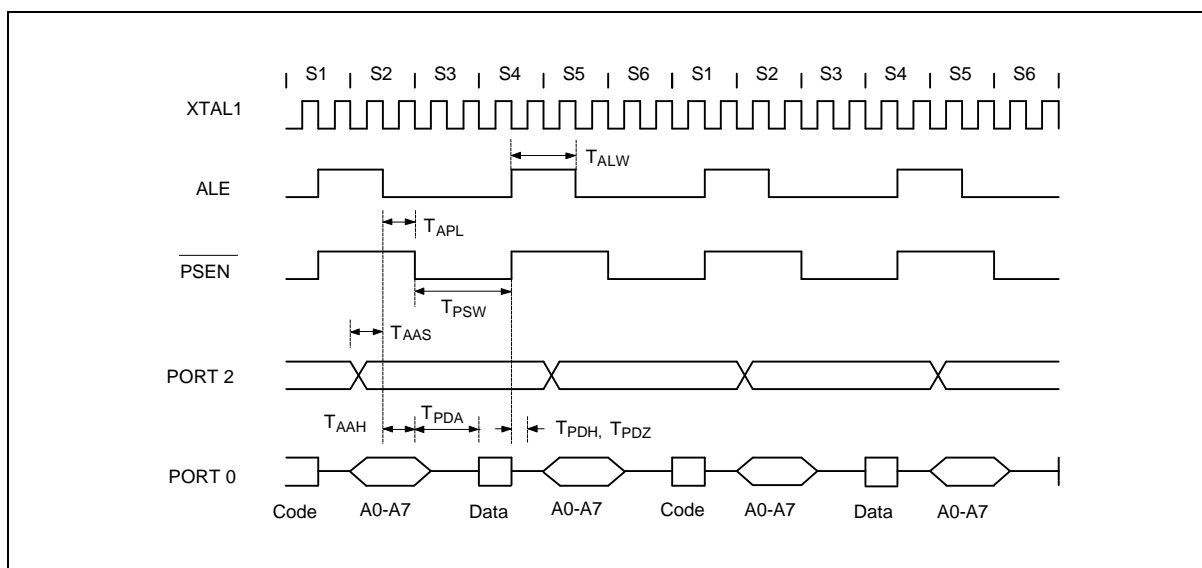 S1 S2 S3 S4 S5 S6 S1 S2 S3 S4 S5 S6
XTAL1
TALW
ALE
TAPL
PSEN
TPSW
TAAS
PORT 2
TAAH TPDA TPDH, TPDZ
PORT 0
Code A0-A7 Data A0-A7 Code A0-A7 Data A0-A7